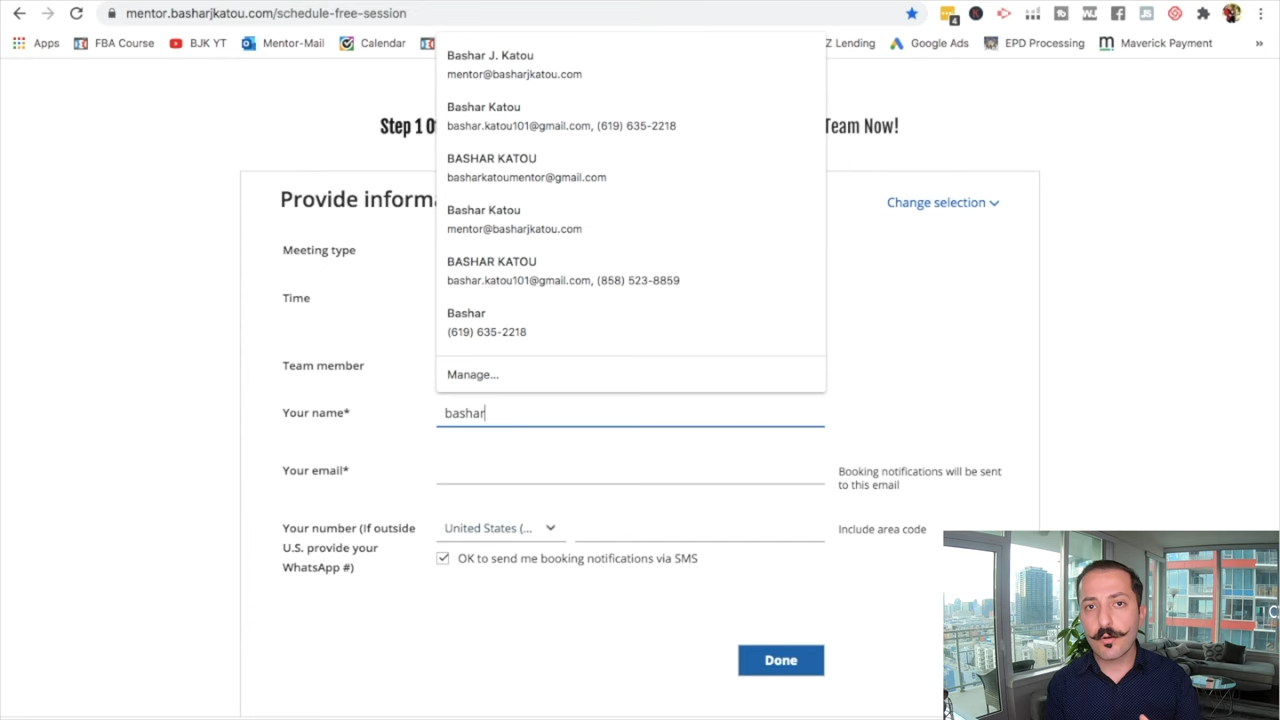 mentor.basharjkatou.com/schedule-free-session
4
Apps FBA Course BJK YT Mentor-Mail Calendar Z Lending Google Ads EPD Processing Maverick Payment »
Step 1 O Team Now!
Bashar J. Katou
mentor@basharjkatou.com
Bashar Katou
bashar.katou101@gmail.com, (619) 635-2218
BASHAR KATOU
basharkatoumentor@gmail.com
Bashar Katou
mentor@basharjkatou.com
BASHAR KATOU
bashar.katou101@gmail.com, (858) 523-8859
Bashar
(619) 635-2218
Manage...
Provide informa
Change selection
Meeting type
Time
Team member
Your name* bashar
Your email*
Booking notifications will be sent
to this email
Your number (If outside
U.S. provide your
WhatsApp #)
United States (...
Include area code
OK to send me booking notifications via SMS
Done